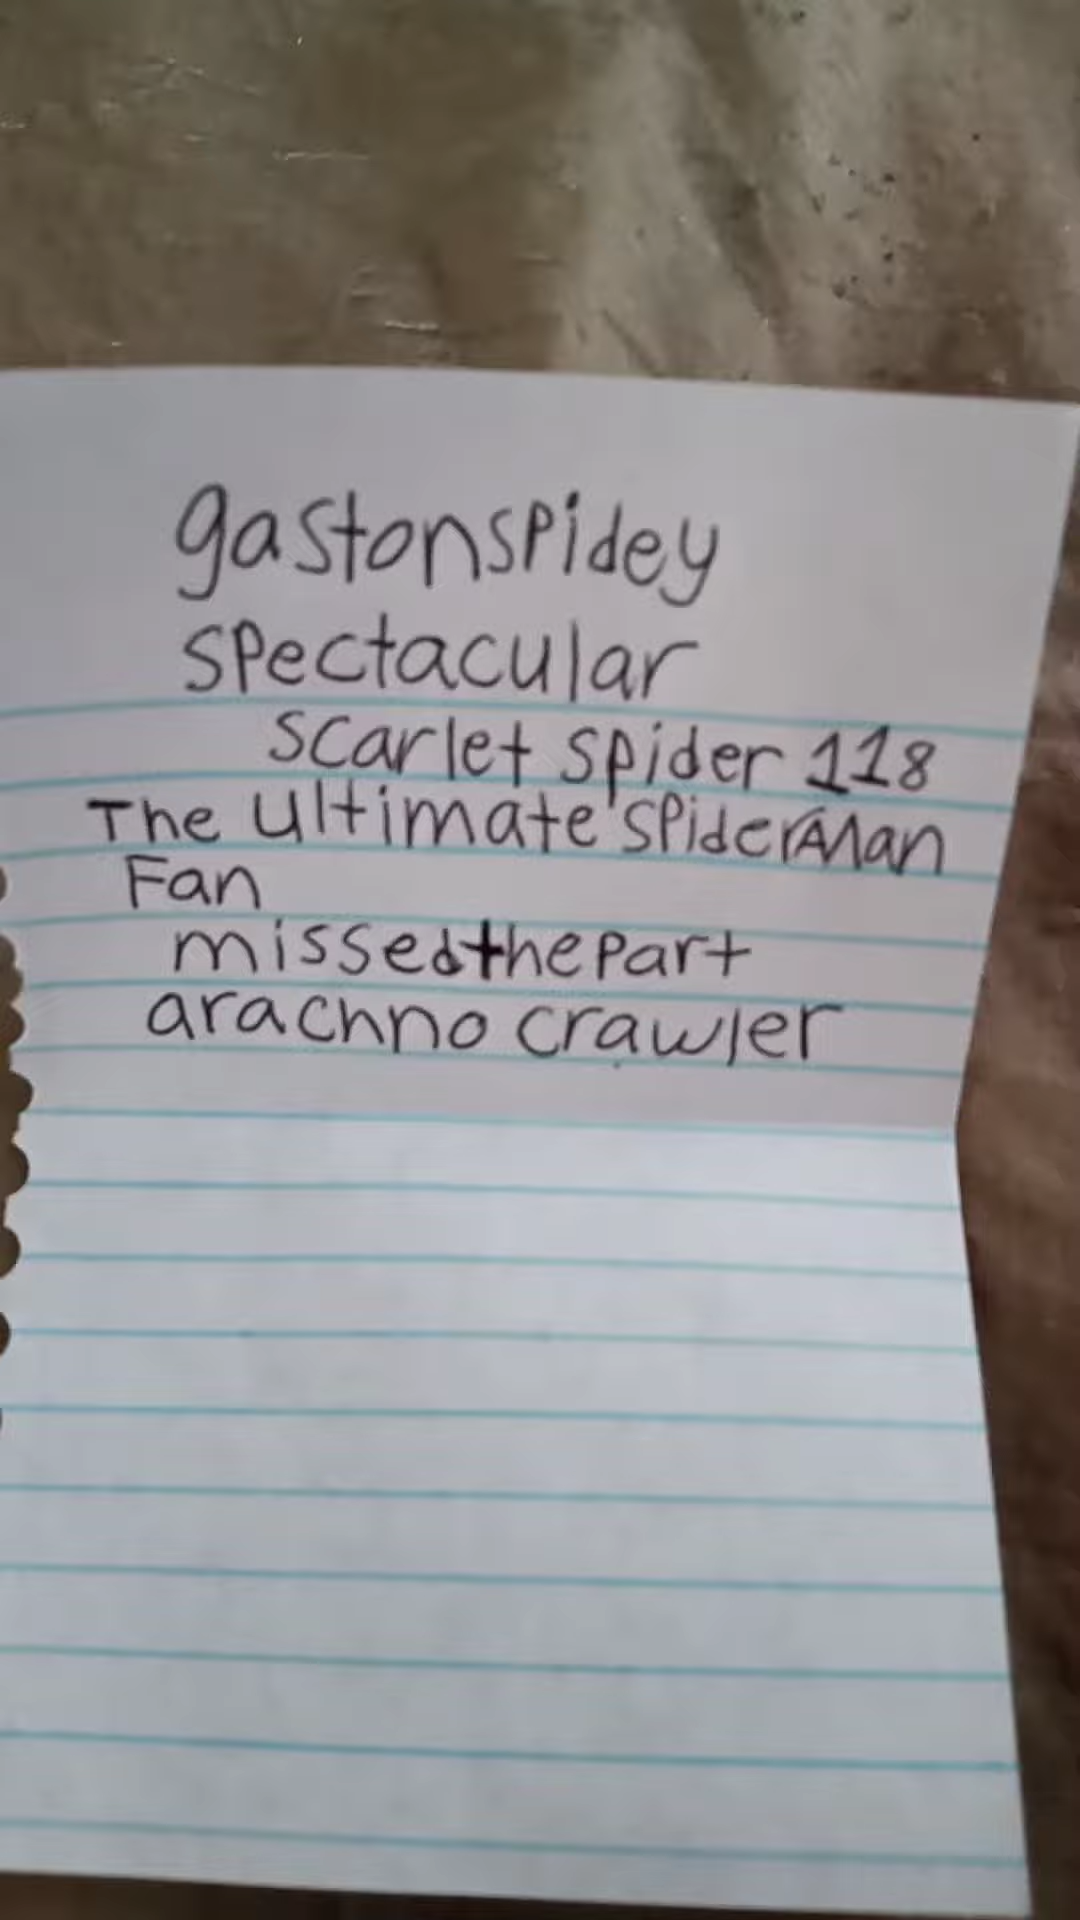 gastonspidey
spectacular
scarlet spider 118
The ultimate spiderMan
Fan
missedthepart
arachno crawler